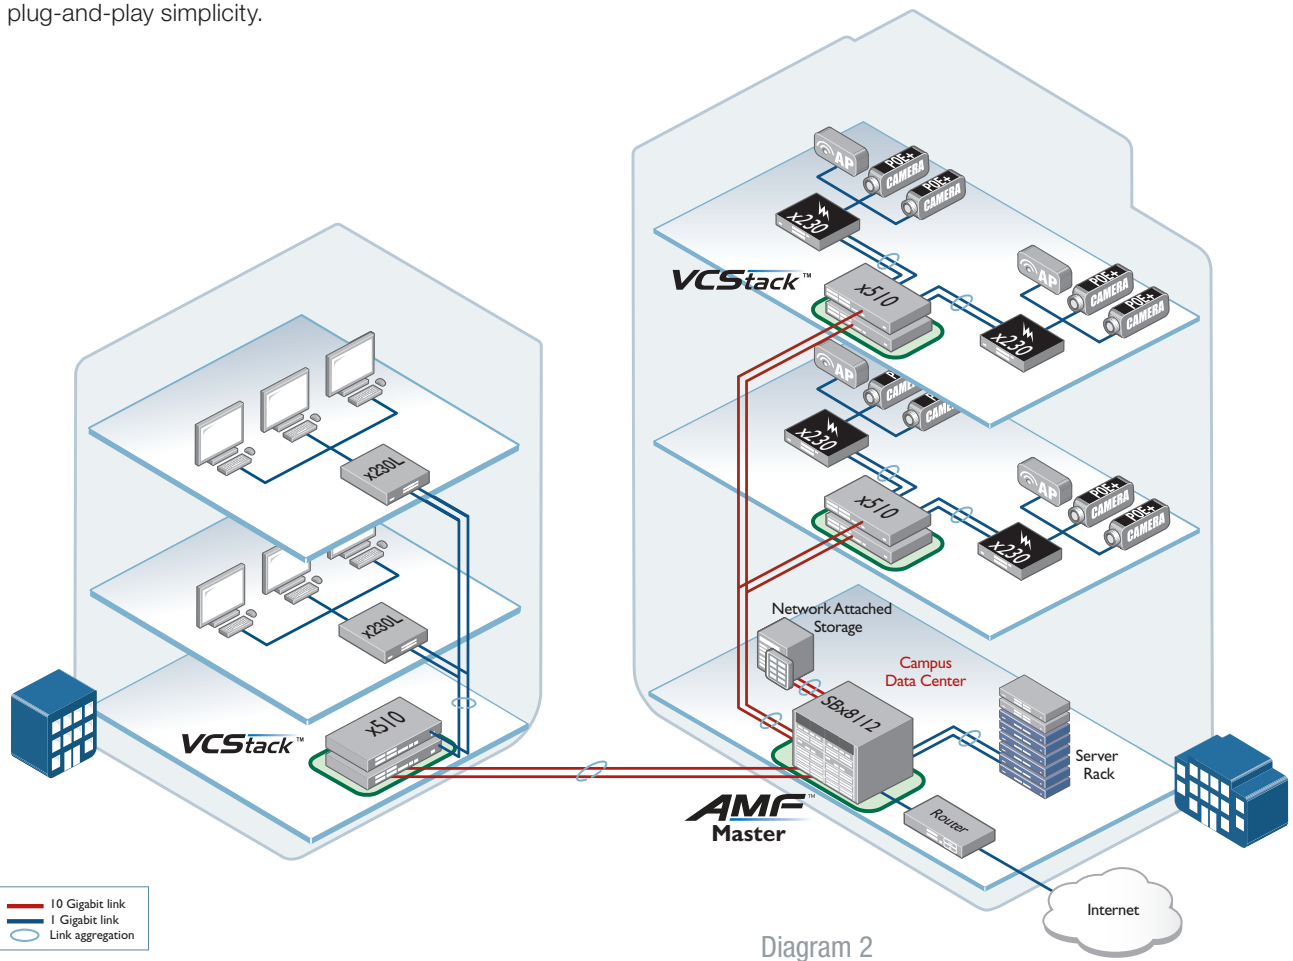 plug-and-play simplicity.
AP
POE+
CAMERA
POE+
CAMERA
x230
VCStack™
x510
AP
POE+
CAMERA
POE+
CAMERA
x230
AP
x230
x510
AP
POE+
CAMERA
POE+
CAMERA
x230
x230L
x230L
Network Attached
Storage
Campus
Data Center
SBx8112
Server
Rack
VCStack™
x510
AMF™
Master
Router
Internet
10 Gigabit link
1 Gigabit link
Link aggregation
Diagram 2